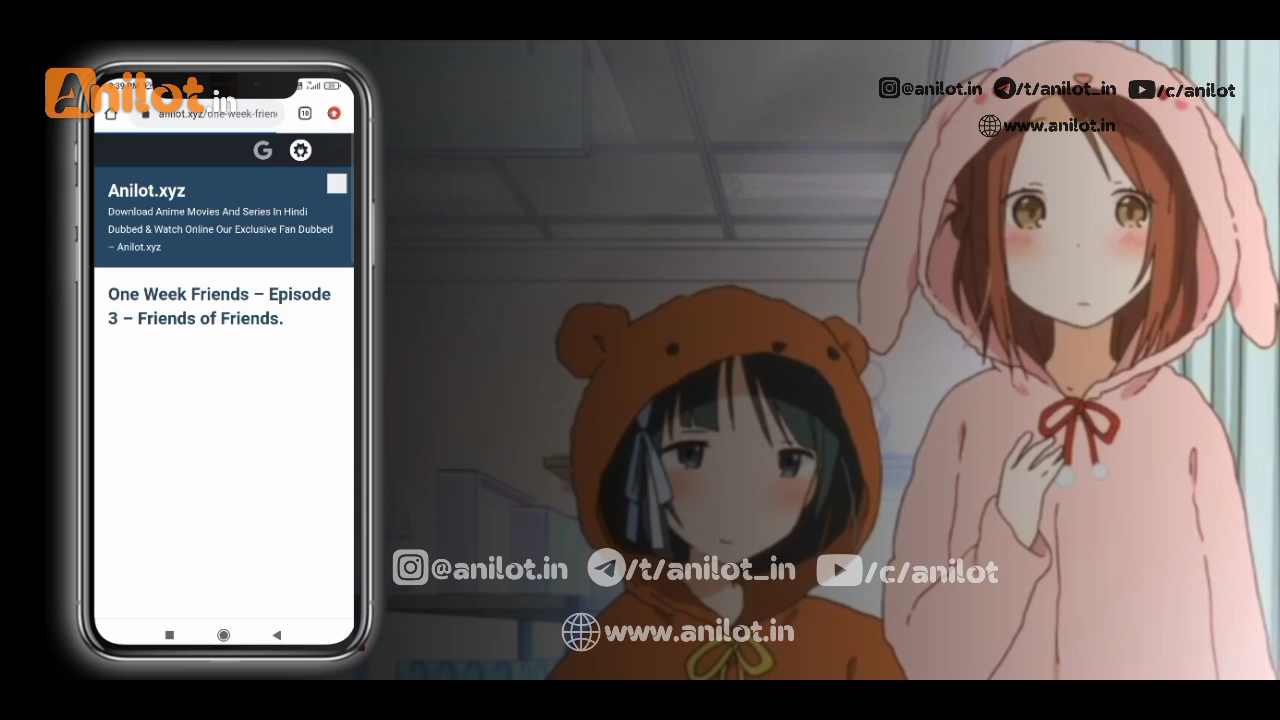 Anilot.in
anilot.xyz/one-week-frien
18
G
Anilot.xyz
Download Anime Movies And Series In Hindi
Dubbed & Watch Online Our Exclusive Fan Dubbed
– Anilot.xyz
One Week Friends – Episode
3 – Friends of Friends.
@anilot.in /t/anilot_in /c/anilot
www.anilot.in
@anilot.in /t/anilot_in /c/anilot
www.anilot.in